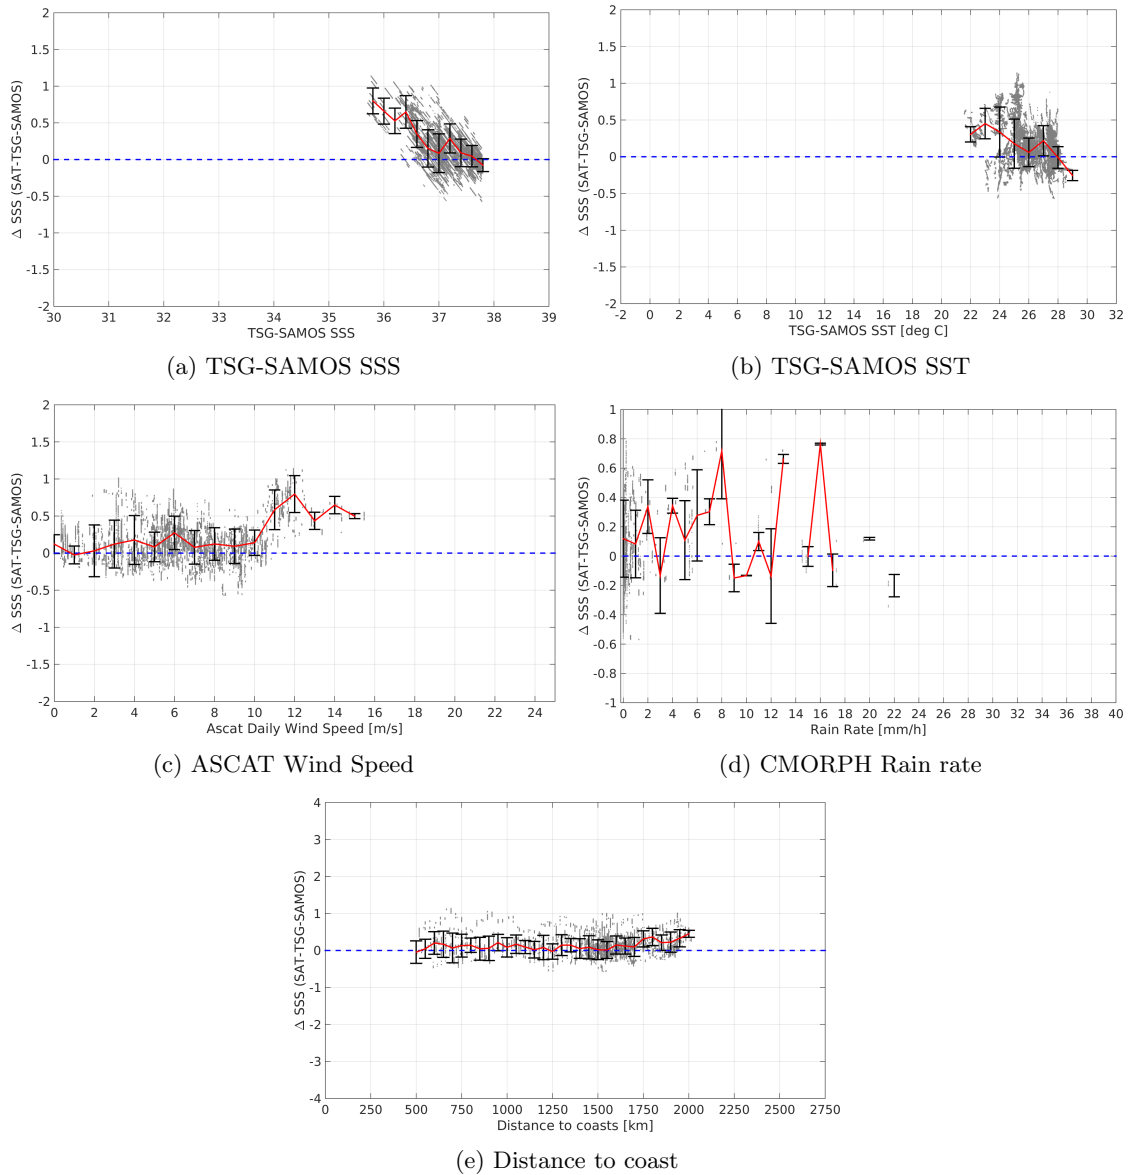 2
1.5
1
0.5
0
-0.5
-1
-1.5
-2
Δ SSS (SAT-TSG-SAMOS)
30 31 32 33 34 35 36 37 38 39
TSG-SAMOS SSS
(a) TSG-SAMOS SSS
2
1.5
1
0.5
0
-0.5
-1
-1.5
-2
Δ SSS (SAT-TSG-SAMOS)
-2 0 2 4 6 8 10 12 14 16 18 20 22 24 26 28 30 32
TSG-SAMOS SST [deg C]
(b) TSG-SAMOS SST
2
1.5
1
0.5
0
-0.5
-1
-1.5
-2
Δ SSS (SAT-TSG-SAMOS)
0 2 4 6 8 10 12 14 16 18 20 22 24
Ascat Daily Wind Speed [m/s]
(c) ASCAT Wind Speed
1
0.8
0.6
0.4
0.2
0
-0.2
-0.4
-0.6
-0.8
-1
Δ SSS (SAT-TSG-SAMOS)
0 2 4 6 8 10 12 14 16 18 20 22 24 26 28 30 32 34 36 38 40
Rain Rate [mm/h]
(d) CMORPH Rain rate
4
3
2
1
0
-1
-2
-3
-4
Δ SSS (SAT-TSG-SAMOS)
0 250 500 750 1000 1250 1500 1750 2000 2250 2500 2750
Distance to coasts [km]
(e) Distance to coast